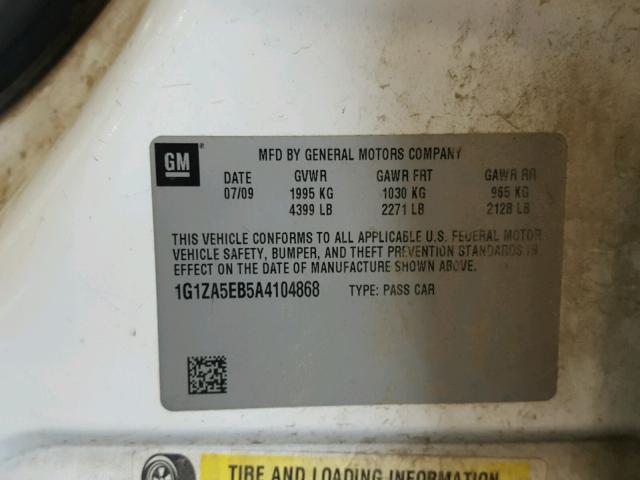 GM®
MFD BY GENERAL MOTORS COMPANY
DATE GVWR GAWR FRT GAWR RR
07/09 1995 KG 1030 KG 965 KG
4399 LB 2271 LB 2128 LB
THIS VEHICLE CONFORMS TO ALL APPLICABLE U.S. FEDERAL MOTOR
VEHICLE SAFETY, BUMPER, AND THEFT PREVENTION STANDARDS IN
EFFECT ON THE DATE OF MANUFACTURE SHOWN ABOVE.
1G1ZA5EB5A4104868 TYPE: PASS CAR
TIRE AND LOADING INFORMATION